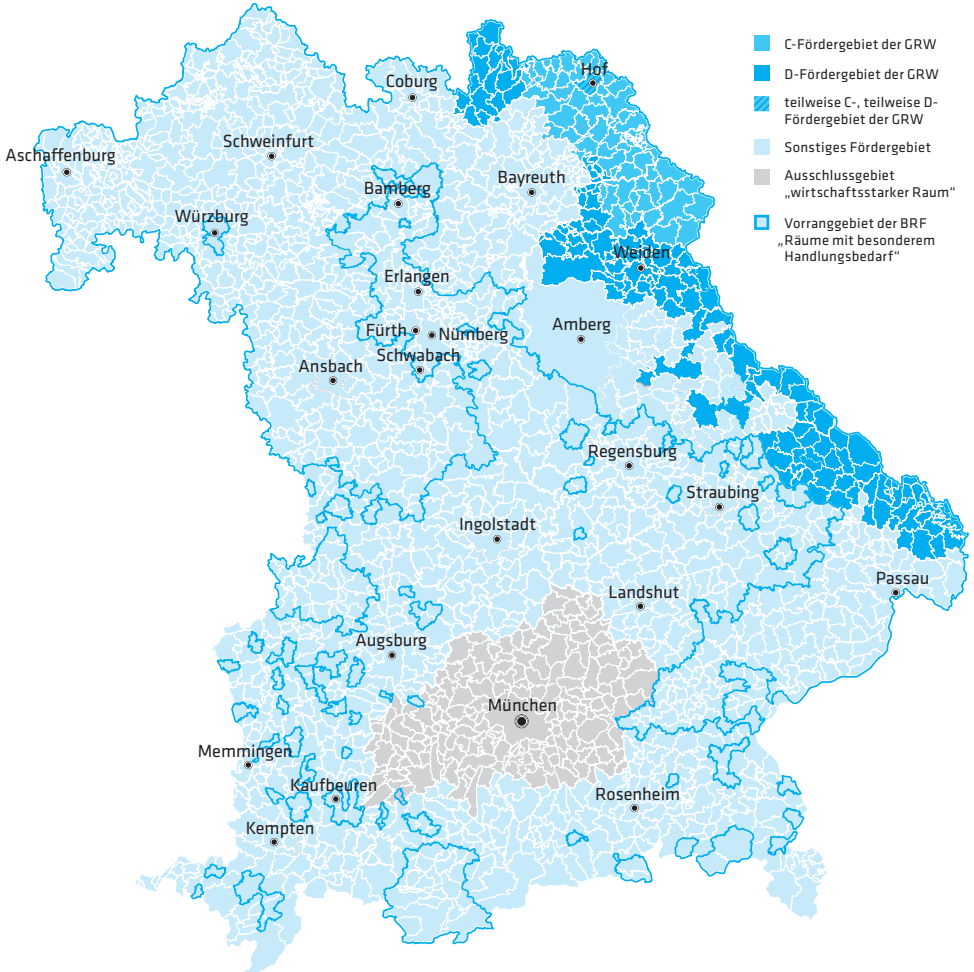 C-Fördergebiet der GRW
D-Fördergebiet der GRW
teilweise C-, teilweise D-
Fördergebiet der GRW
Sonstiges Fördergebiet
Ausschlussgebiet
„wirtschaftsstarker Raum“
Vorranggebiet der BRF
„Räume mit besonderem
Handlungsbedarf“
Hof
Coburg
Schweinfurt
Aschaffenburg
Bayreuth
Bamberg
Würzburg
Weiden
Erlangen
Fürth
Nürnberg
Amberg
Schwabach
Ansbach
Regensburg
Straubing
Ingolstadt
Passau
Landshut
Augsburg
München
Memmingen
Kaufbeuren
Rosenheim
Kempten